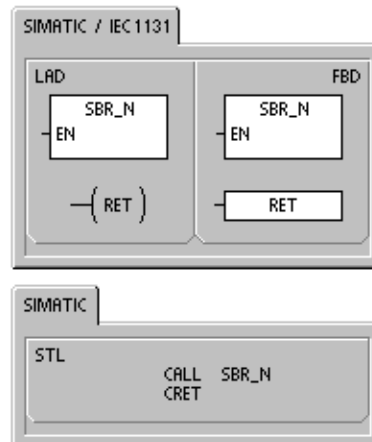 SIMATIC / IEC1131
LAD FBD
SBR_N SBR_N
EN EN
RET RET
SIMATIC
STL
CALL SBR_N
CRET